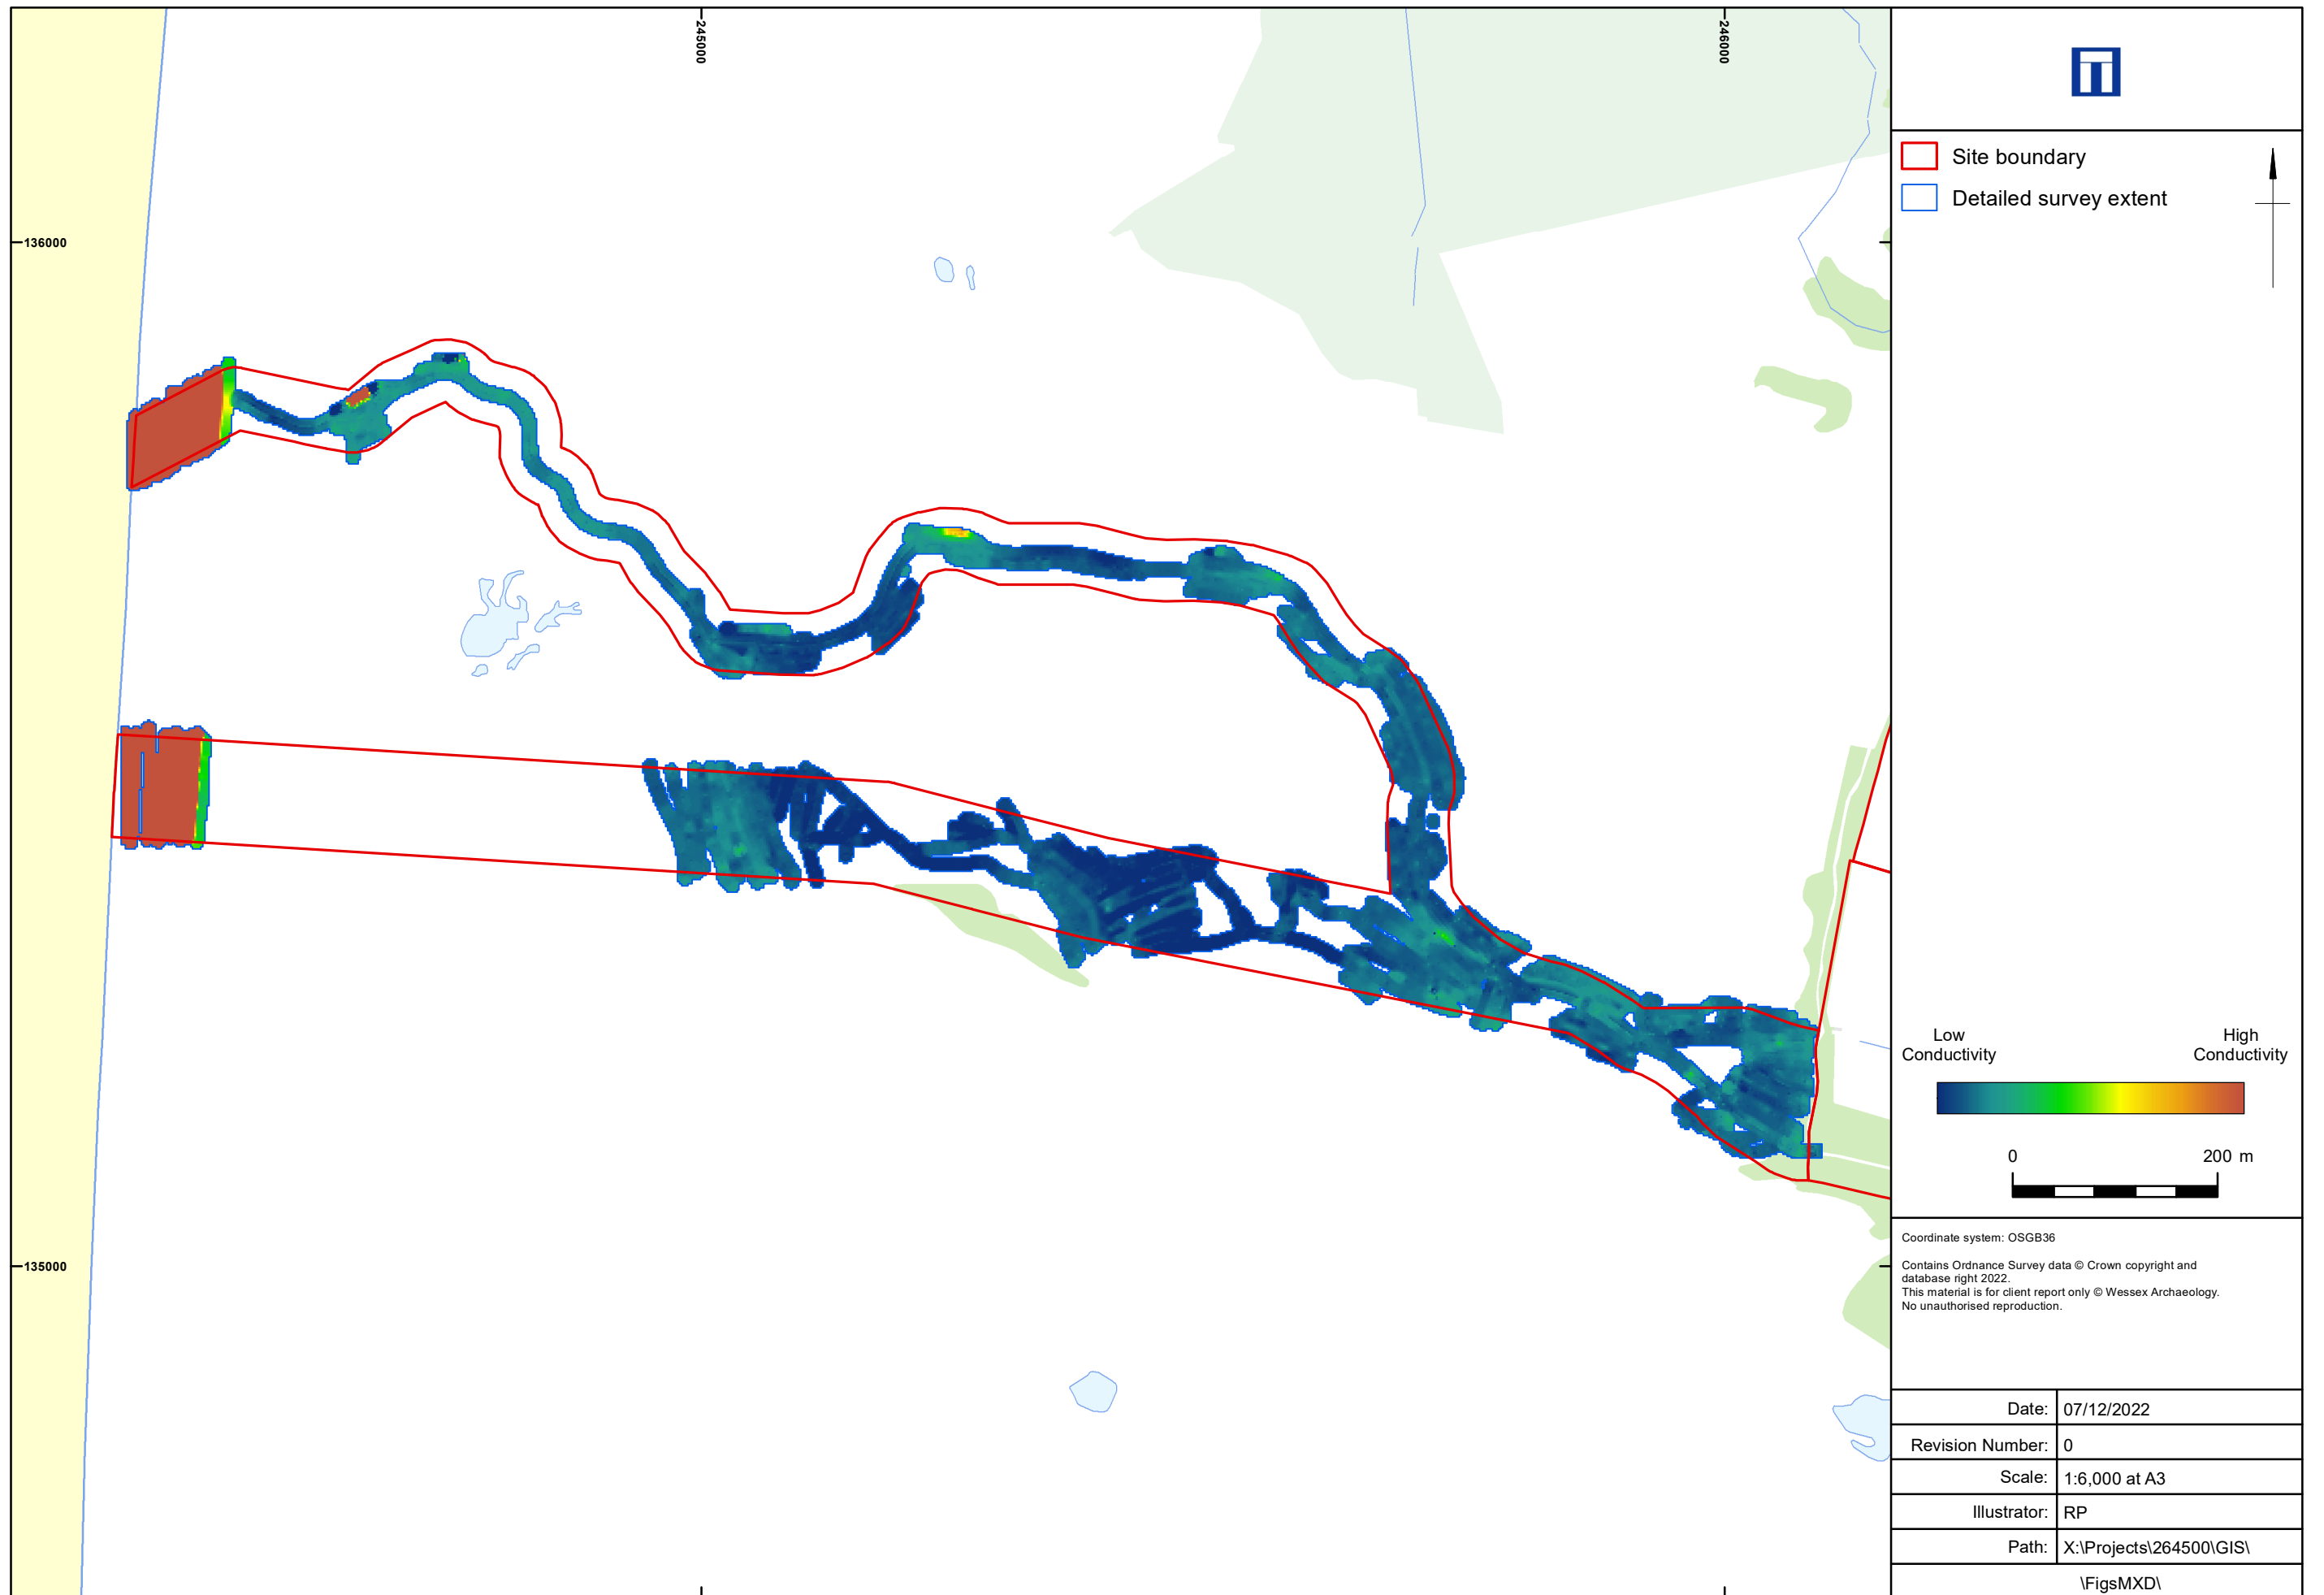 245000
246000
136000
135000
Site boundary
Detailed survey extent
Low
Conductivity
High
Conductivity
0
200 m
Coordinate system: OSGB36
Contains Ordnance Survey data © Crown copyright and
database right 2022.
This material is for client report only © Wessex Archaeology.
No unauthorised reproduction.
Date: 07/12/2022
Revision Number: 0
Scale: 1:6,000 at A3
Illustrator: RP
Path: X:\Projects\264500\GIS\
\FigsMXD\